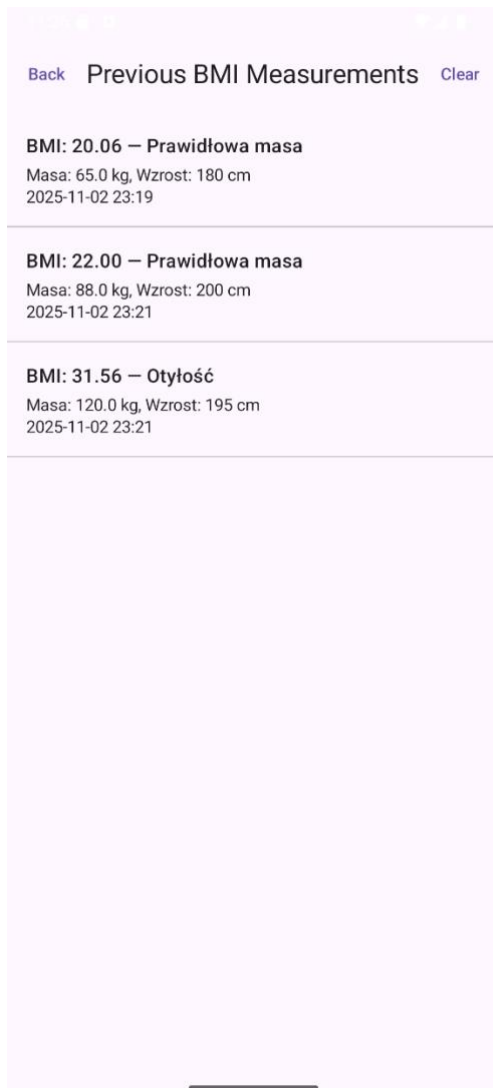 Back Previous BMI Measurements Clear
BMI: 20.06 — Prawidłowa masa
Masa: 65.0 kg, Wzrost: 180 cm
2025-11-02 23:19
BMI: 22.00 — Prawidłowa masa
Masa: 88.0 kg, Wzrost: 200 cm
2025-11-02 23:21
BMI: 31.56 — Otyłość
Masa: 120.0 kg, Wzrost: 195 cm
2025-11-02 23:21